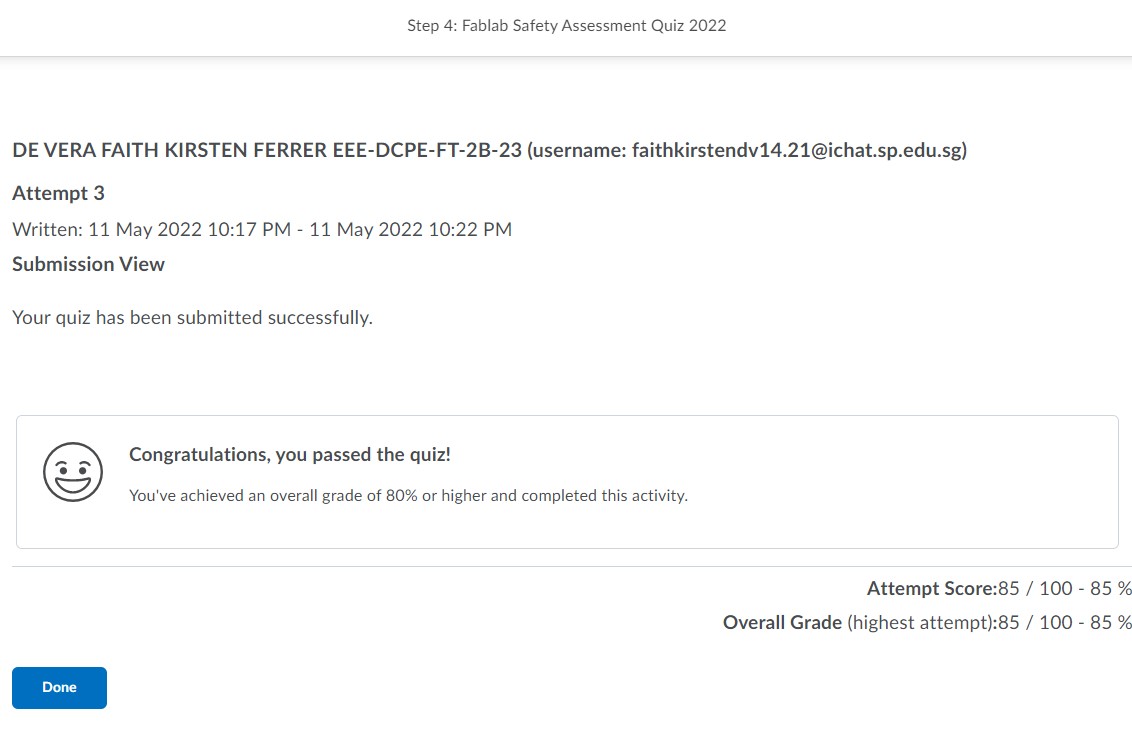 Step 4: Fablab Safety Assessment Quiz 2022
DE VERA FAITH KIRSTEN FERRER EEE-DCPE-FT-2B-23 (username: faithkirstendv14.21@ichat.sp.edu.sg)
Attempt 3
Written: 11 May 2022 10:17 PM - 11 May 2022 10:22 PM
Submission View
Your quiz has been submitted successfully.
Congratulations, you passed the quiz!
You've achieved an overall grade of 80% or higher and completed this activity.
Attempt Score:85 / 100 - 85 %
Overall Grade (highest attempt):85 / 100 - 85 %
Done